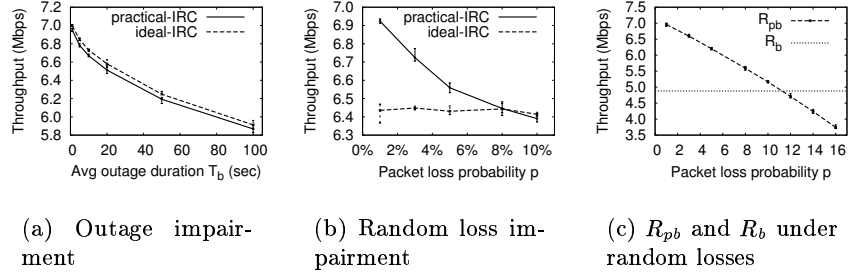 practical-IRC
ideal-IRC
Throughput (Mbps)
7.0
6.8
6.6
6.4
6.2
6.0
5.8
0 20 40 60 80 100
Avg outage duration T_b (sec)
(a) Outage impair-
ment
practical-IRC
ideal-IRC
Throughput (Mbps)
7.0
6.9
6.8
6.7
6.6
6.5
6.4
6.3
0% 2% 4% 6% 8% 10%
Packet loss probability p
(b) Random loss im-
pairment
R_pb
R_b
Throughput (Mbps)
7.5
7.0
6.5
6.0
5.5
5.0
4.5
4.0
3.5
0 2 4 6 8 10 12 14 16
Packet loss probability p
(c) R_pb and R_b under
random losses